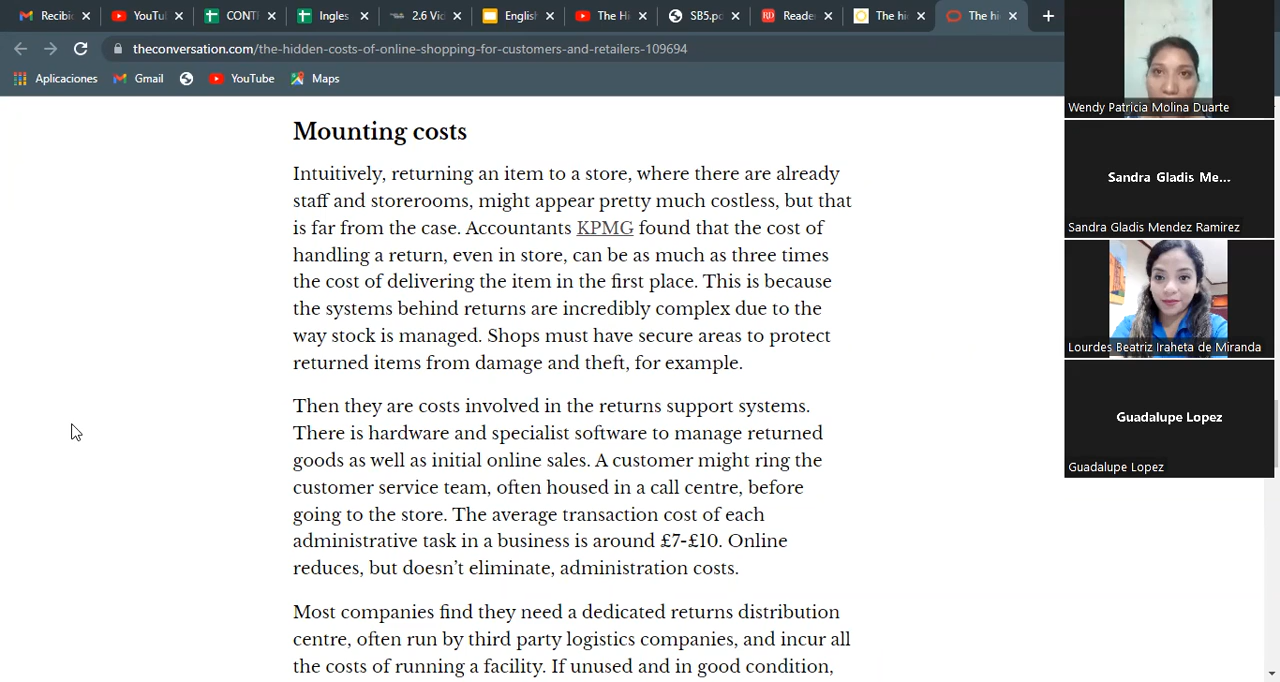 Recibic
YouTu
CONT
Ingles
2.6 Vi
English
The Hi
SB5.pc
Reade
The hi
The hi
theconversation.com/the-hidden-costs-of-online-shopping-for-customers-and-retailers-109694
Aplicaciones
Gmail
YouTube
Maps
Mounting costs
Intuitively, returning an item to a store, where there are already
staff and storerooms, might appear pretty much costless, but that
is far from the case. Accountants KPMG found that the cost of
handling a return, even in store, can be as much as three times
the cost of delivering the item in the first place. This is because
the systems behind returns are incredibly complex due to the
way stock is managed. Shops must have secure areas to protect
returned items from damage and theft, for example.
Then they are costs involved in the returns support systems.
There is hardware and specialist software to manage returned
goods as well as initial online sales. A customer might ring the
customer service team, often housed in a call centre, before
going to the store. The average transaction cost of each
administrative task in a business is around £7-£10. Online
reduces, but doesn't eliminate, administration costs.
Most companies find they need a dedicated returns distribution
centre, often run by third party logistics companies, and incur all
the costs of running a facility. If unused and in good condition,
Wendy Patricia Molina Duarte
Sandra Gladis Me...
Sandra Gladis Mendez Ramirez
Lourdes Beatriz Iraheta de Miranda
Guadalupe Lopez
Guadalupe Lopez